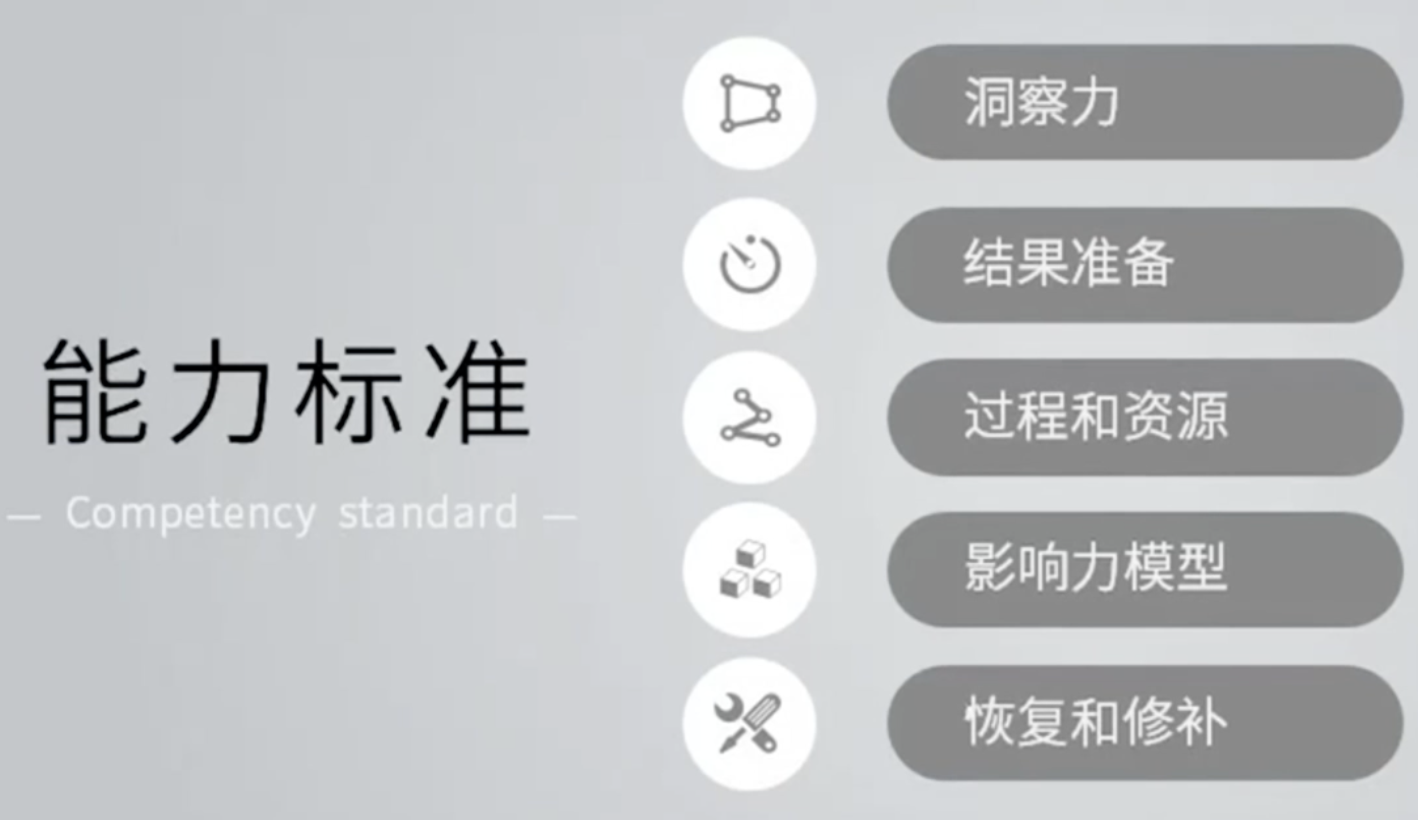 能力标准
— Competency standard —
洞察力
结果准备
过程和资源
影响力模型
恢复和修补